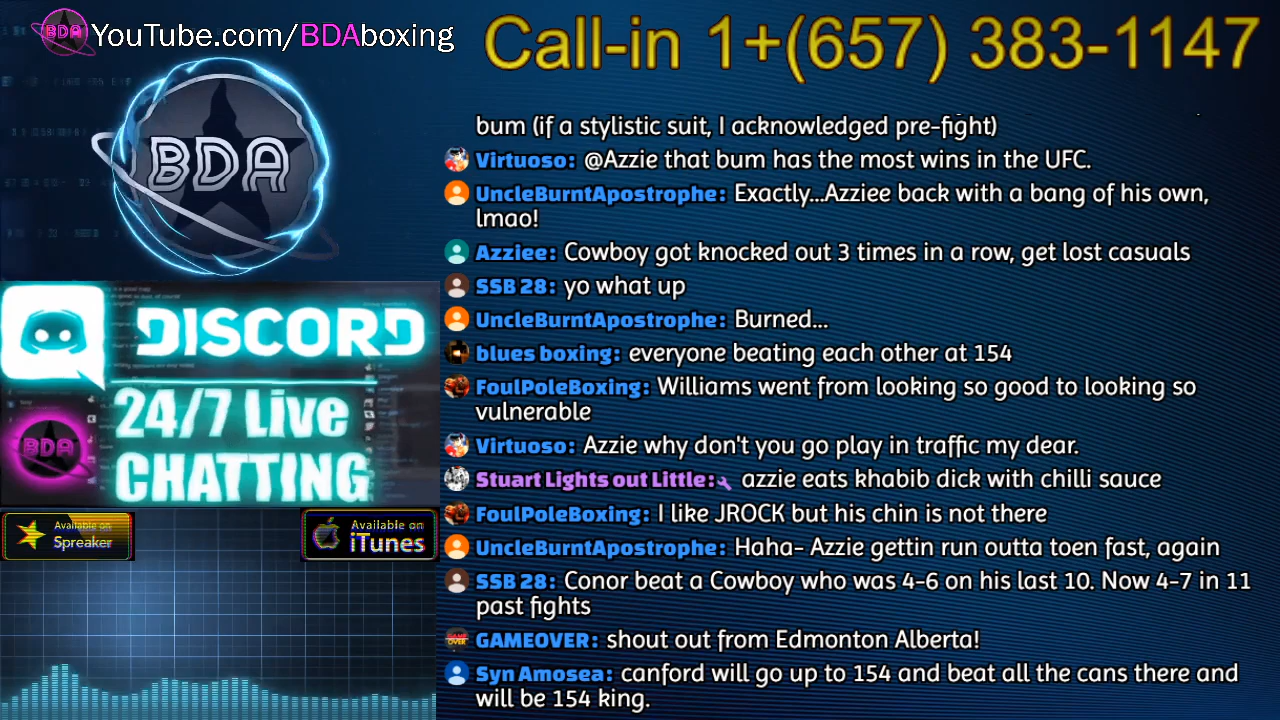 BDA YouTube.com/BDAboxing
Call-in 1+(657) 383-1147
BDA
DISCORD
24/7 Live
CHATTING
BDA
Available on
Spreaker
Available on
iTunes
bum (if a stylistic suit, I acknowledged pre-fight)
Virtuoso: @Azzie that bum has the most wins in the UFC.
UncleBurntApostrophe: Exactly...Azziee back with a bang of his own,
lmao!
Azziee: Cowboy got knocked out 3 times in a row, get lost casuals
SSB 28: yo what up
UncleBurntApostrophe: Burned...
blues boxing: everyone beating each other at 154
FoulPoleBoxing: Williams went from looking so good to looking so
vulnerable
Virtuoso: Azzie why don't you go play in traffic my dear.
Stuart Lights out Little: azzie eats khabib dick with chilli sauce
FoulPoleBoxing: I like JROCK but his chin is not there
UncleBurntApostrophe: Haha- Azzie gettin run outta toen fast, again
SSB 28: Conor beat a Cowboy who was 4-6 on his last 10. Now 4-7 in 11
past fights
GAMEOVER: shout out from Edmonton Alberta!
Syn Amosea: canford will go up to 154 and beat all the cans there and
will be 154 king.